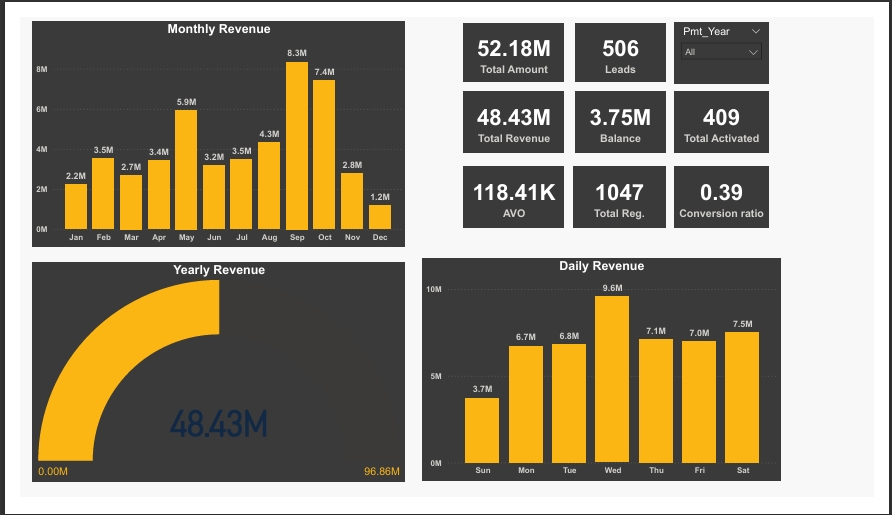 Monthly Revenue
8.3M
7.4M
8M
5.9M
6M
4.3M
4M
3.5M
3.4M
3.2M
3.5M
2.7M
2.8M
2.2M
2M
1.2M
0M
Jan Feb Mar Apr May Jun Jul Aug Sep Oct Nov Dec
52.18M
Total Amount
506
Leads
Pmt_Year
All
48.43M
Total Revenue
3.75M
Balance
409
Total Activated
118.41K
AVO
1047
Total Reg.
0.39
Conversion ratio
Yearly Revenue
48.43M
0.00M 96.86M
Daily Revenue
10M
9.6M
7.5M
7.1M
7.0M
6.7M
6.8M
5M
3.7M
0M
Sun Mon Tue Wed Thu Fri Sat